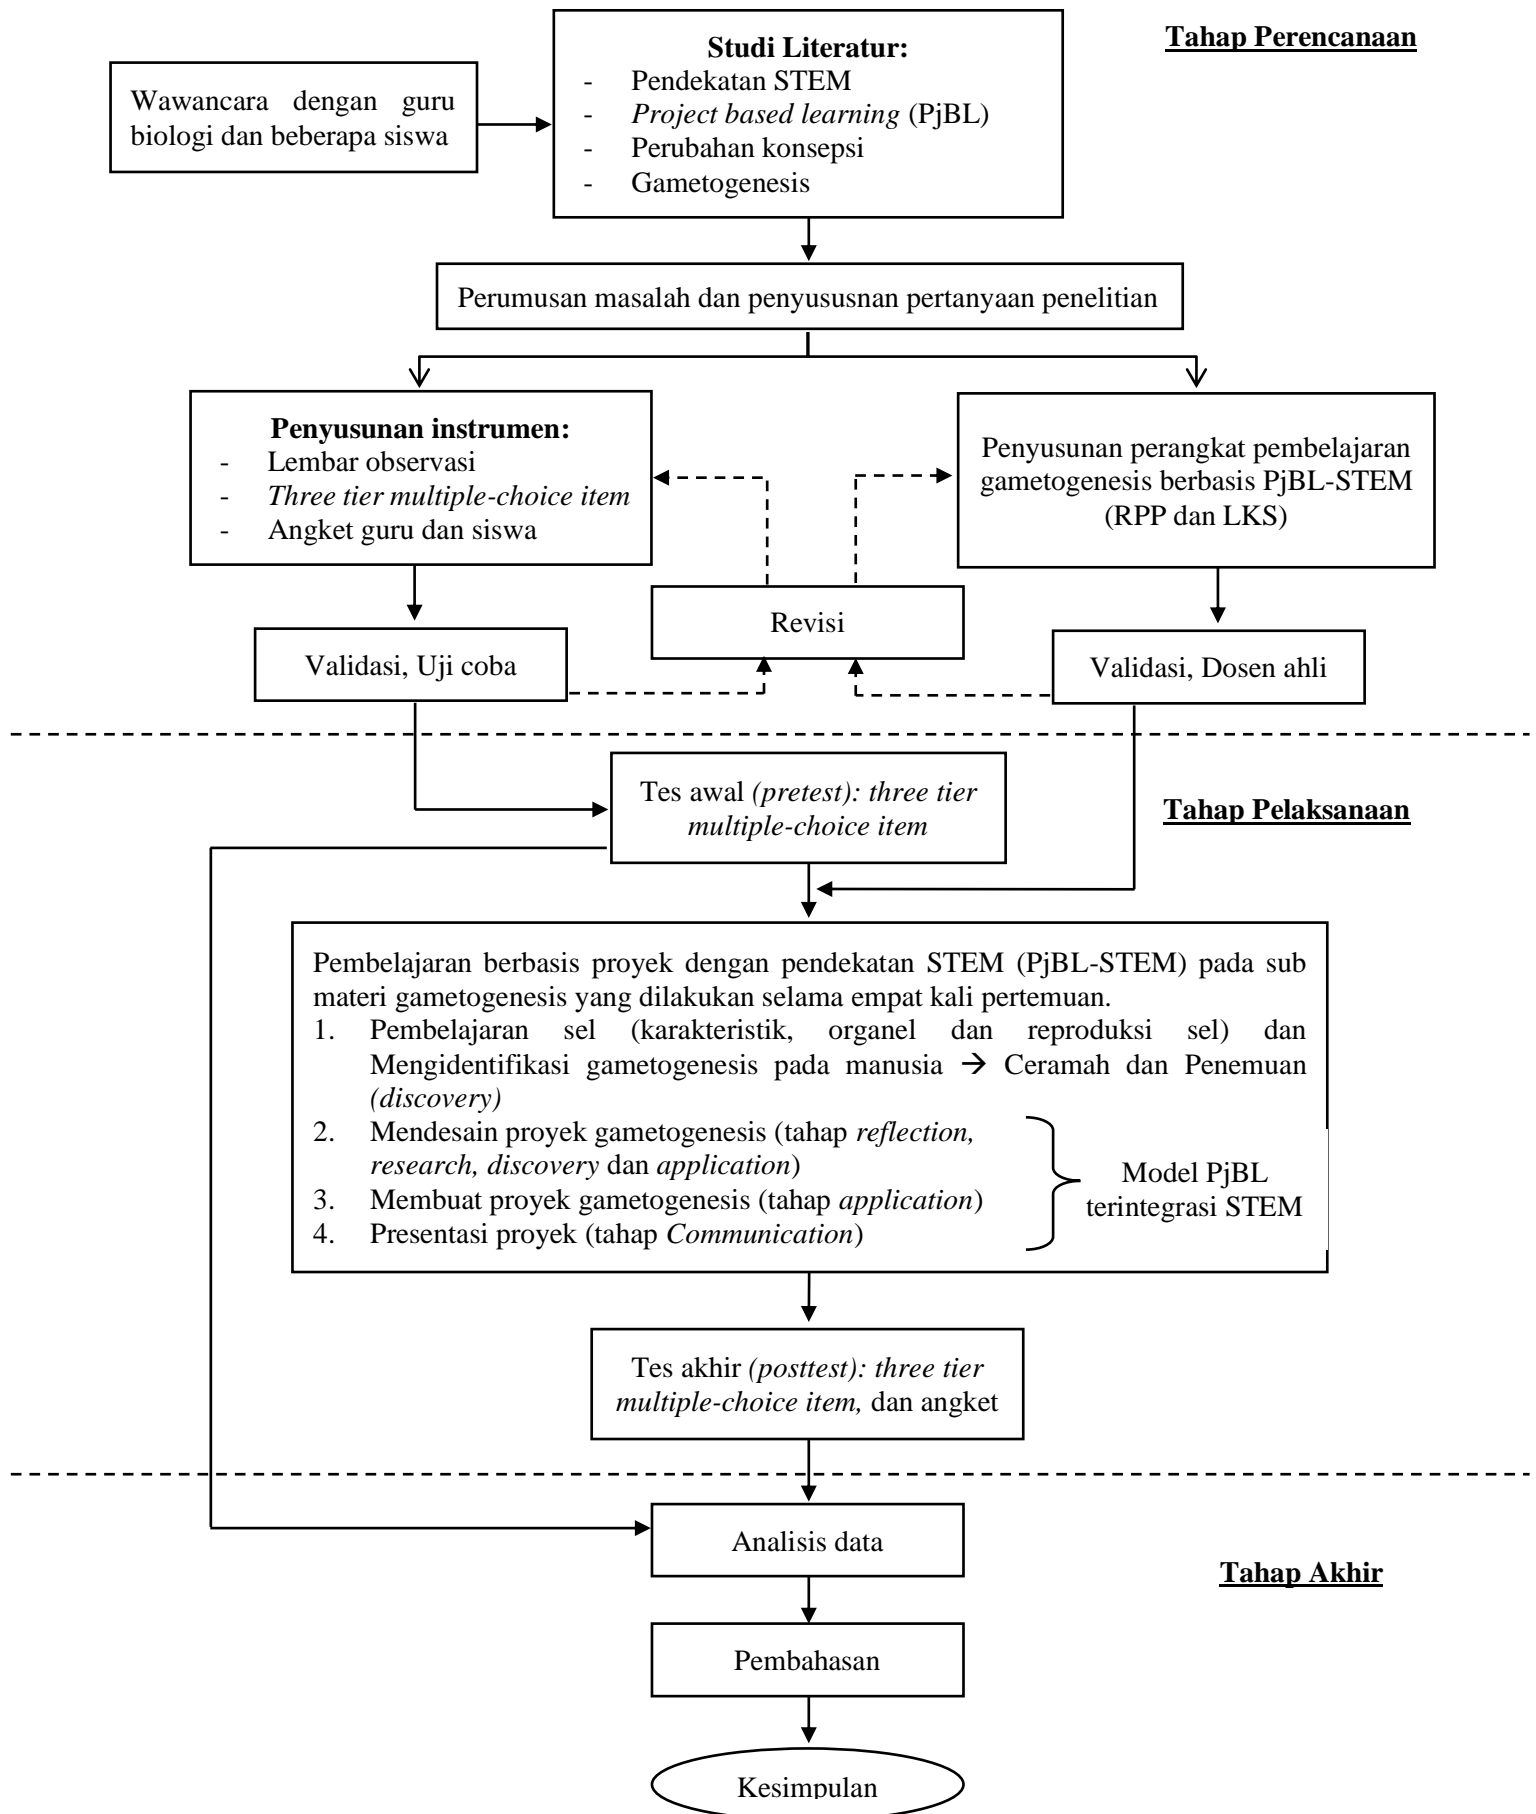 Studi Literatur:
- Pendekatan STEM
- Project based learning (PjBL)
- Perubahan konsepsi
- Gametogenesis
Tahap Perencanaan
Wawancara dengan guru
biologi dan beberapa siswa
Perumusan masalah dan penyususnan pertanyaan penelitian
Penyusunan instrumen:
- Lembar observasi
- Three tier multiple-choice item
- Angket guru dan siswa
Penyusunan perangkat pembelajaran
gametogenesis berbasis PjBL-STEM
(RPP dan LKS)
Revisi
Validasi, Uji coba
Validasi, Dosen ahli
Tes awal (pretest): three tier
multiple-choice item
Tahap Pelaksanaan
Pembelajaran berbasis proyek dengan pendekatan STEM (PjBL-STEM) pada sub
materi gametogenesis yang dilakukan selama empat kali pertemuan.
1. Pembelajaran sel (karakteristik, organel dan reproduksi sel) dan
Mengidentifikasi gametogenesis pada manusia → Ceramah dan Penemuan
(discovery)
2. Mendesain proyek gametogenesis (tahap reflection,
research, discovery dan application)
3. Membuat proyek gametogenesis (tahap application)
4. Presentasi proyek (tahap Communication)
Model PjBL
terintegrasi STEM
Tes akhir (posttest): three tier
multiple-choice item, dan angket
Analisis data
Tahap Akhir
Pembahasan
Kesimpulan